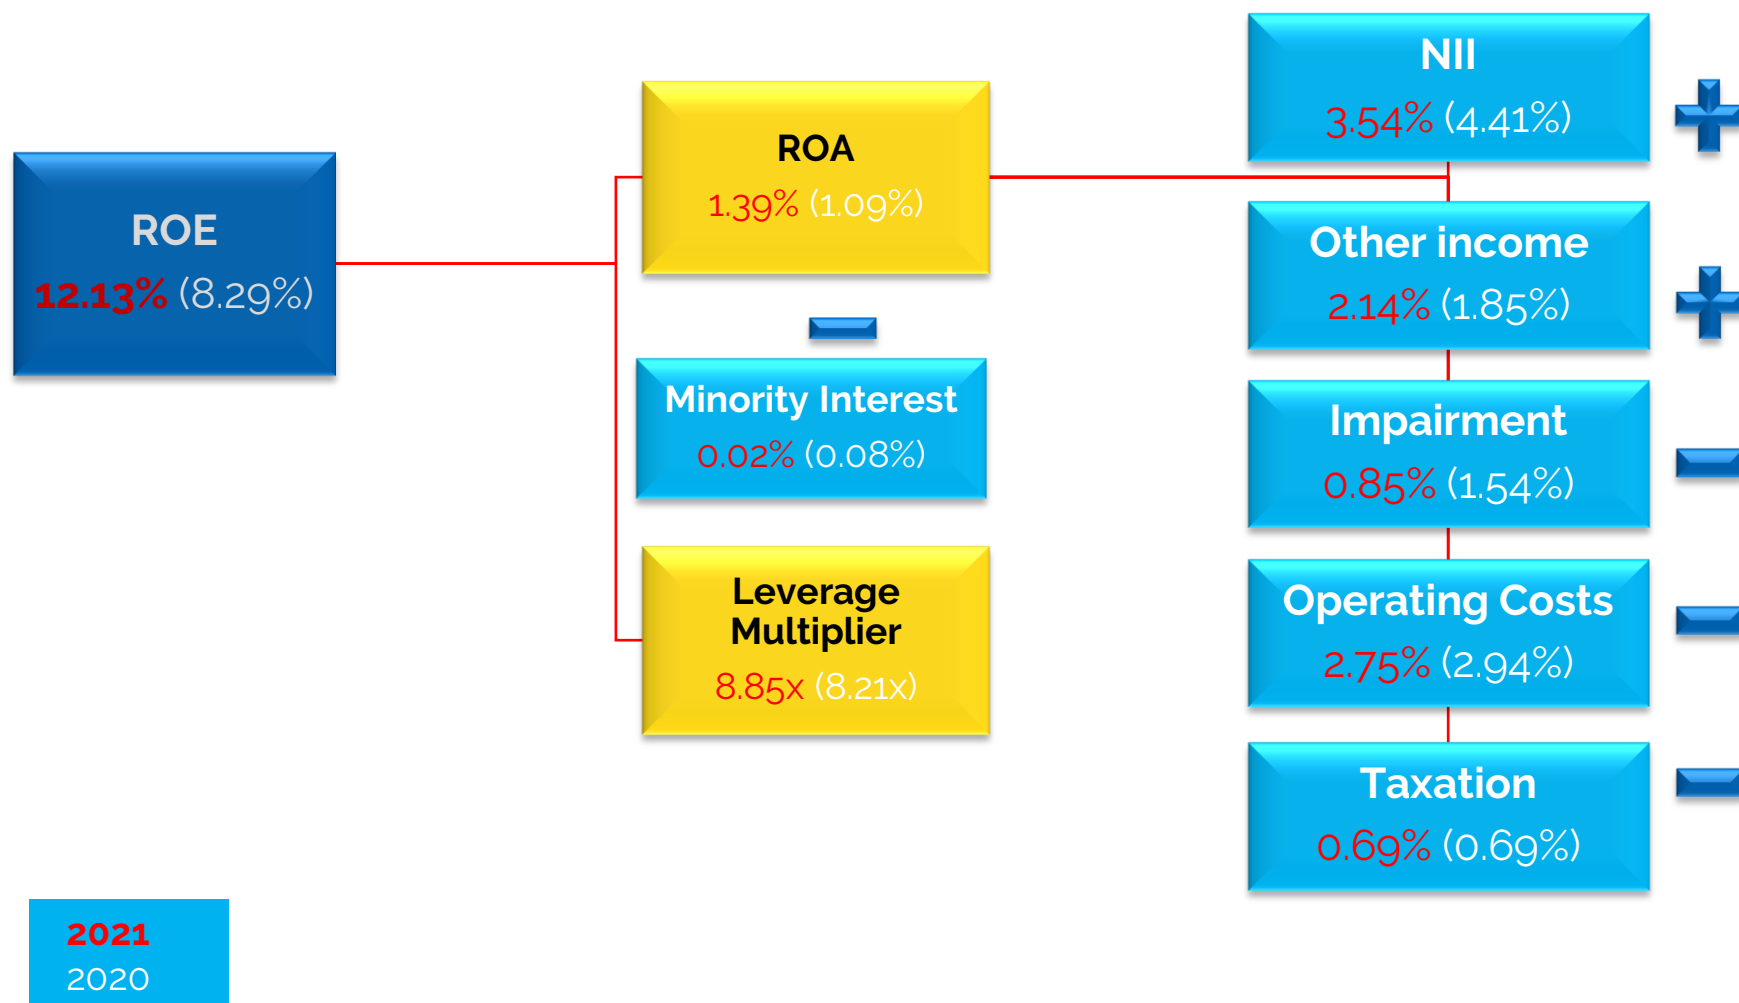 ROE
12.13% (8.29%)
ROA
1.39% (1.09%)
Minority Interest
0.02% (0.08%)
Leverage
Multiplier
8.85x (8.21x)
NII
3.54% (4.41%)
Other income
2.14% (1.85%)
Impairment
0.85% (1.54%)
Operating Costs
2.75% (2.94%)
Taxation
0.69% (0.69%)
2021
2020